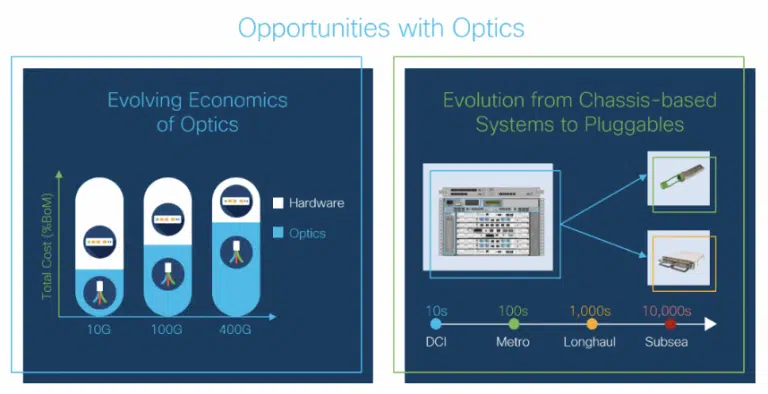 Opportunities with Optics
Evolving Economics
of Optics
Total Cost (%BoM)
Hardware
Optics
10G
100G
400G
Evolution from Chassis-based
Systems to Pluggables
10s
100s
1,000s
10,000s
DCI
Metro
Longhaul
Subsea